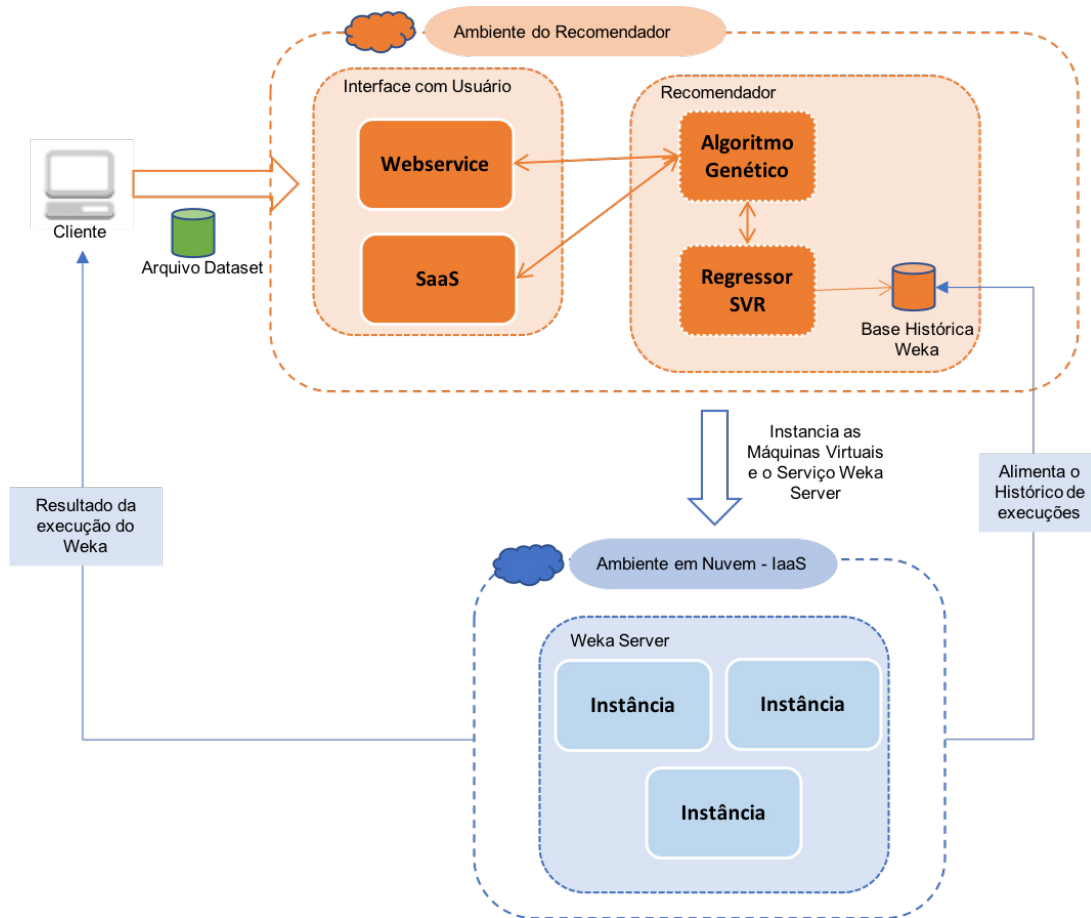 Ambiente do Recomendador
Interface com Usuário
Recomendador
Webservice
Algoritmo
Genético
Cliente
Arquivo Dataset
SaaS
Regressor
SVR
Base Histórica
Weka
Instancia as
Máquinas Virtuais
e o Serviço Weka
Server
Alimenta o
Histórico de
execuções
Resultado da
execução do
Weka
Ambiente em Nuvem - IaaS
Weka Server
Instância
Instância
Instância